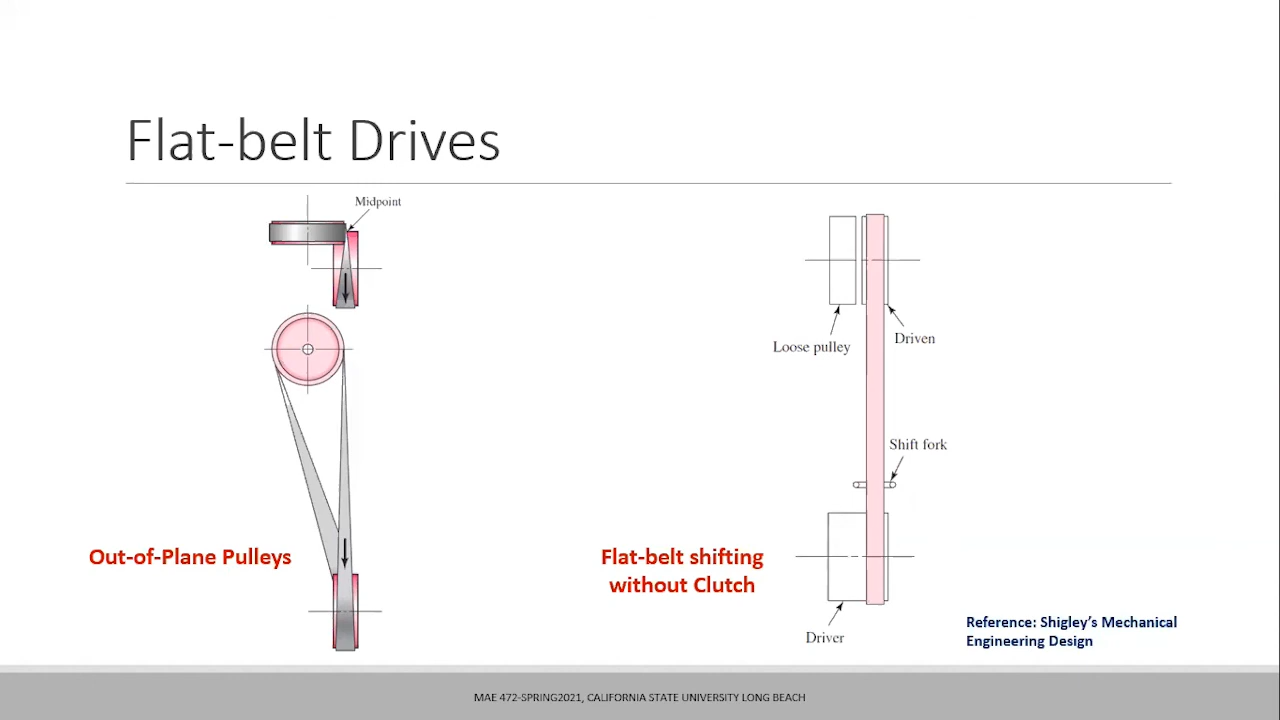 Flat-belt Drives
Midpoint
Out-of-Plane Pulleys
Loose pulley
Driven
Shift fork
Flat-belt shifting
without Clutch
Driver
Reference: Shigley’s Mechanical
Engineering Design
MAE 472-SPRING2021, CALIFORNIA STATE UNIVERSITY LONG BEACH